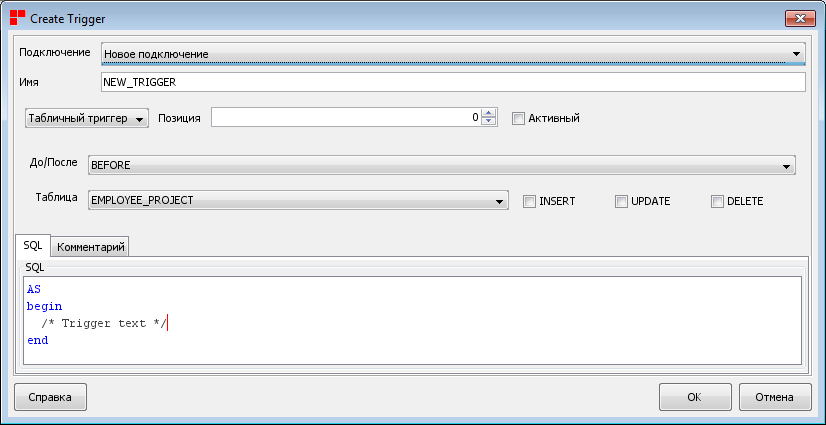 Create Trigger
Подключение Новое подключение
Имя NEW_TRIGGER
Табличный триггер Позиция 0 Активный
До/После BEFORE
Таблица EMPLOYEE_PROJECT INSERT UPDATE DELETE
SQL Комментарий
SQL
AS
begin
/* Trigger text */
end
Справка OK Отмена